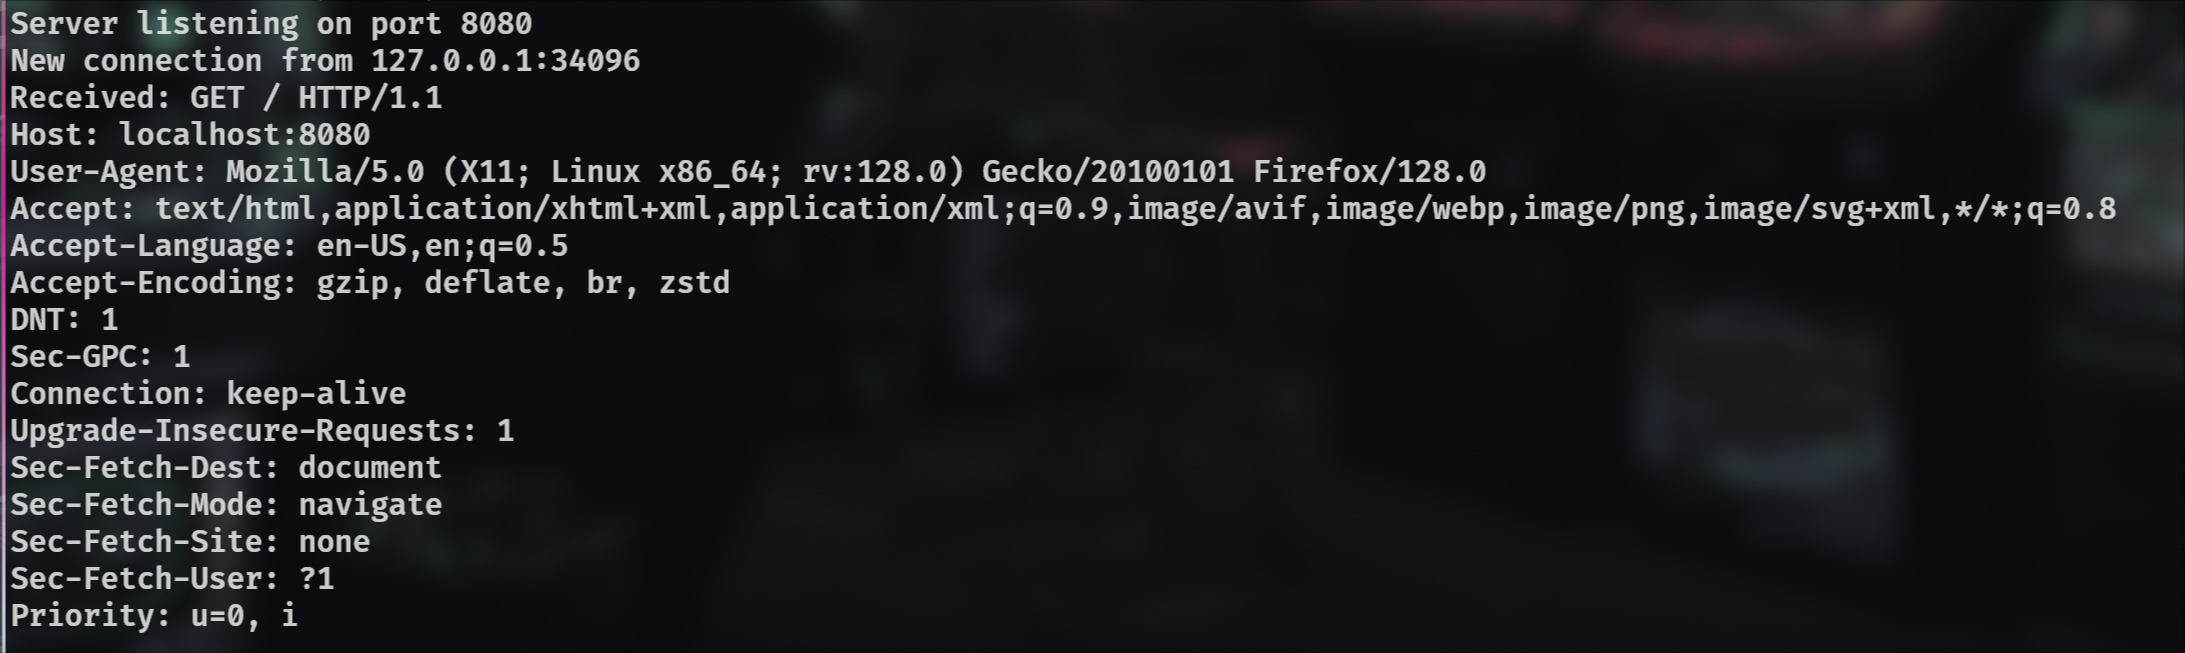 Server listening on port 8080
New connection from 127.0.0.1:34096
Received: GET / HTTP/1.1
Host: localhost:8080
User-Agent: Mozilla/5.0 (X11; Linux x86_64; rv:128.0) Gecko/20100101 Firefox/128.0
Accept: text/html,application/xhtml+xml,application/xml;q=0.9,image/avif,image/webp,image/png,image/svg+xml,*/*;q=0.8
Accept-Language: en-US,en;q=0.5
Accept-Encoding: gzip, deflate, br, zstd
DNT: 1
Sec-GPC: 1
Connection: keep-alive
Upgrade-Insecure-Requests: 1
Sec-Fetch-Dest: document
Sec-Fetch-Mode: navigate
Sec-Fetch-Site: none
Sec-Fetch-User: ?1
Priority: u=0, i